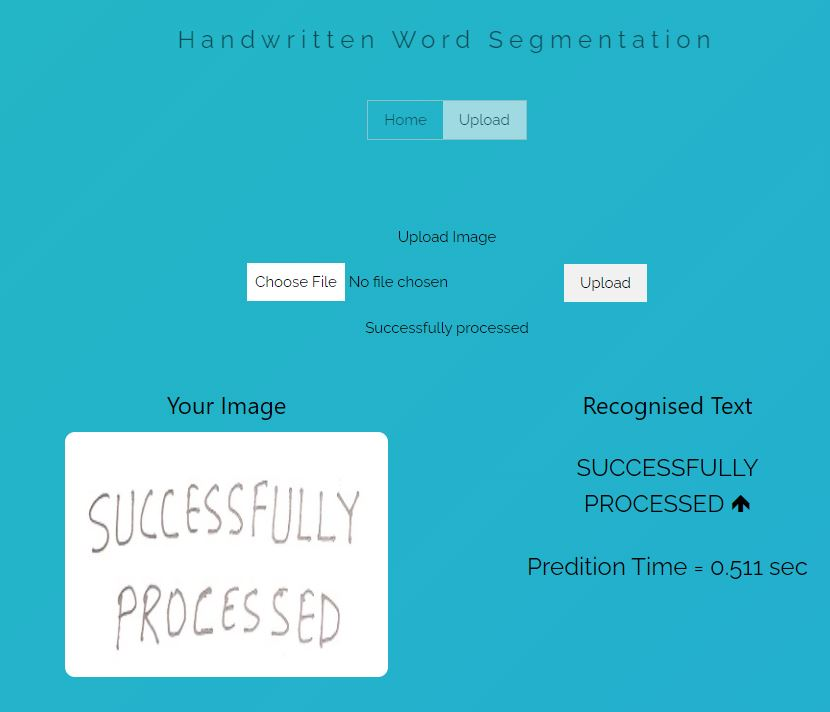 Handwritten Word Segmentation
Home Upload
Upload Image
Choose File No file chosen Upload
Successfully processed
Your Image Recognised Text
SUCCESSFULLY
PROCESSED
SUCCESSFULLY
PROCESSED 🡹
Predition Time = 0.511 sec